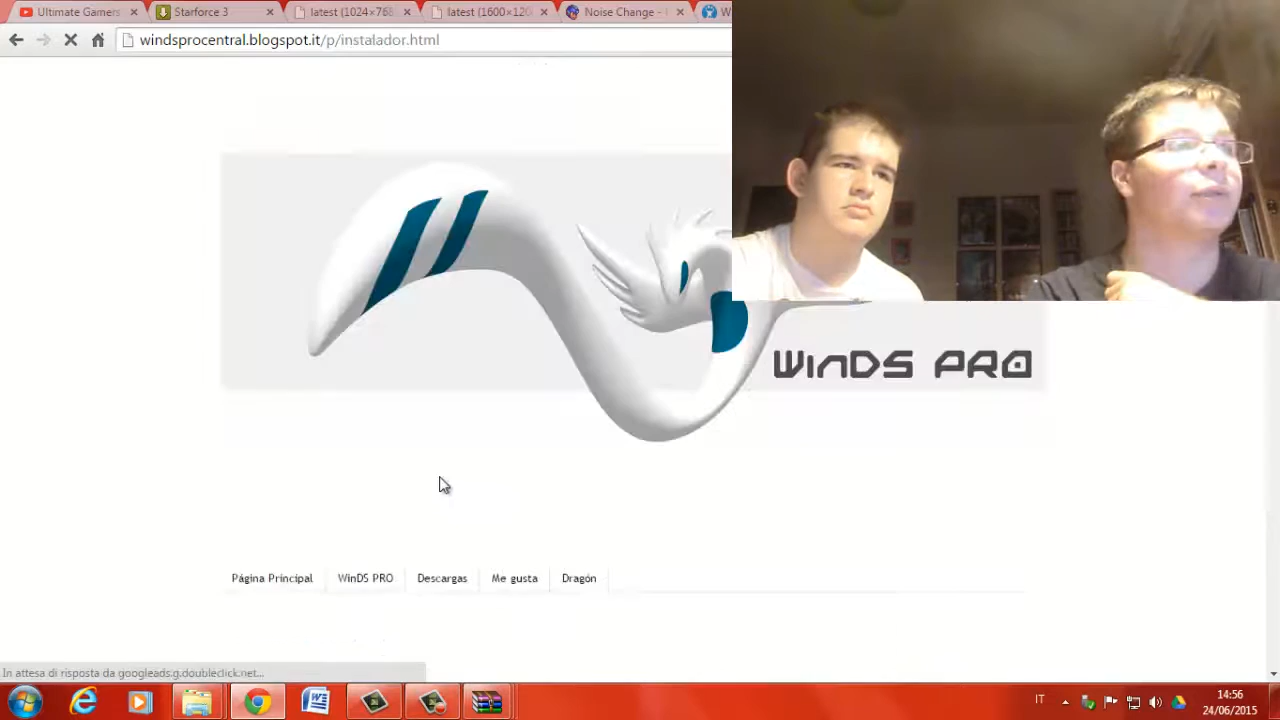 Ultimate Gamers
Starforce 3
latest (1024×768
latest (1600×120
Noise Change -
W
windsprocentral.blogspot.it/p/instalador.html
WinDS PRO
Página Principal
WinDS PRO
Descargas
Me gusta
Dragón
In attesa di risposta da googleads.g.doubleclick.net...
IT
14:56
24/06/2015